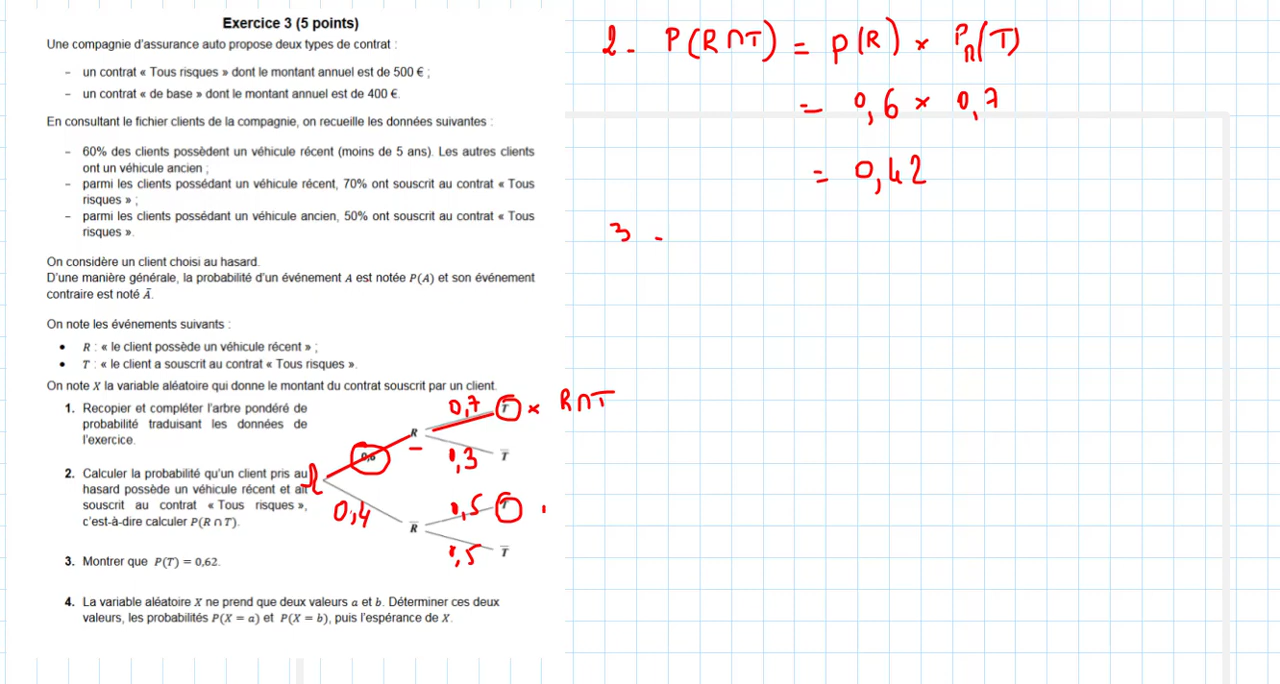 Exercice 3 (5 points)
Une compagnie d'assurance auto propose deux types de contrat :
- un contrat « Tous risques » dont le montant annuel est de 500 € ;
- un contrat « de base » dont le montant annuel est de 400 €.
En consultant le fichier clients de la compagnie, on recueille les données suivantes :
- 60% des clients possèdent un véhicule récent (moins de 5 ans). Les autres clients
ont un véhicule ancien ;
- parmi les clients possédant un véhicule récent, 70% ont souscrit au contrat « Tous
risques » ;
- parmi les clients possédant un véhicule ancien, 50% ont souscrit au contrat « Tous
risques ».
On considère un client choisi au hasard.
D'une manière générale, la probabilité d'un événement A est notée P(A) et son événement
contraire est noté Ā.
On note les événements suivants :
• R : « le client possède un véhicule récent » ;
• T : « le client a souscrit au contrat « Tous risques ».
On note X la variable aléatoire qui donne le montant du contrat souscrit par un client.
1. Recopier et compléter l'arbre pondéré de
probabilité traduisant les données de
l'exercice.
2. Calculer la probabilité qu'un client pris au
hasard possède un véhicule récent et ait
souscrit au contrat « Tous risques »,
c'est-à-dire calculer P(R ∩ T).
3. Montrer que P(T) = 0,62.
4. La variable aléatoire X ne prend que deux valeurs a et b. Déterminer ces deux
valeurs, les probabilités P(X = a) et P(X = b), puis l'espérance de X.
0,7 T × R∩T
R
0,6
0,3 T̄
Ω
0,4
0,5 T
R̄
0,5 T̄
2 - P(R∩T) = p(R) × P_R(T)
= 0,6 × 0,7
= 0,42
3 -